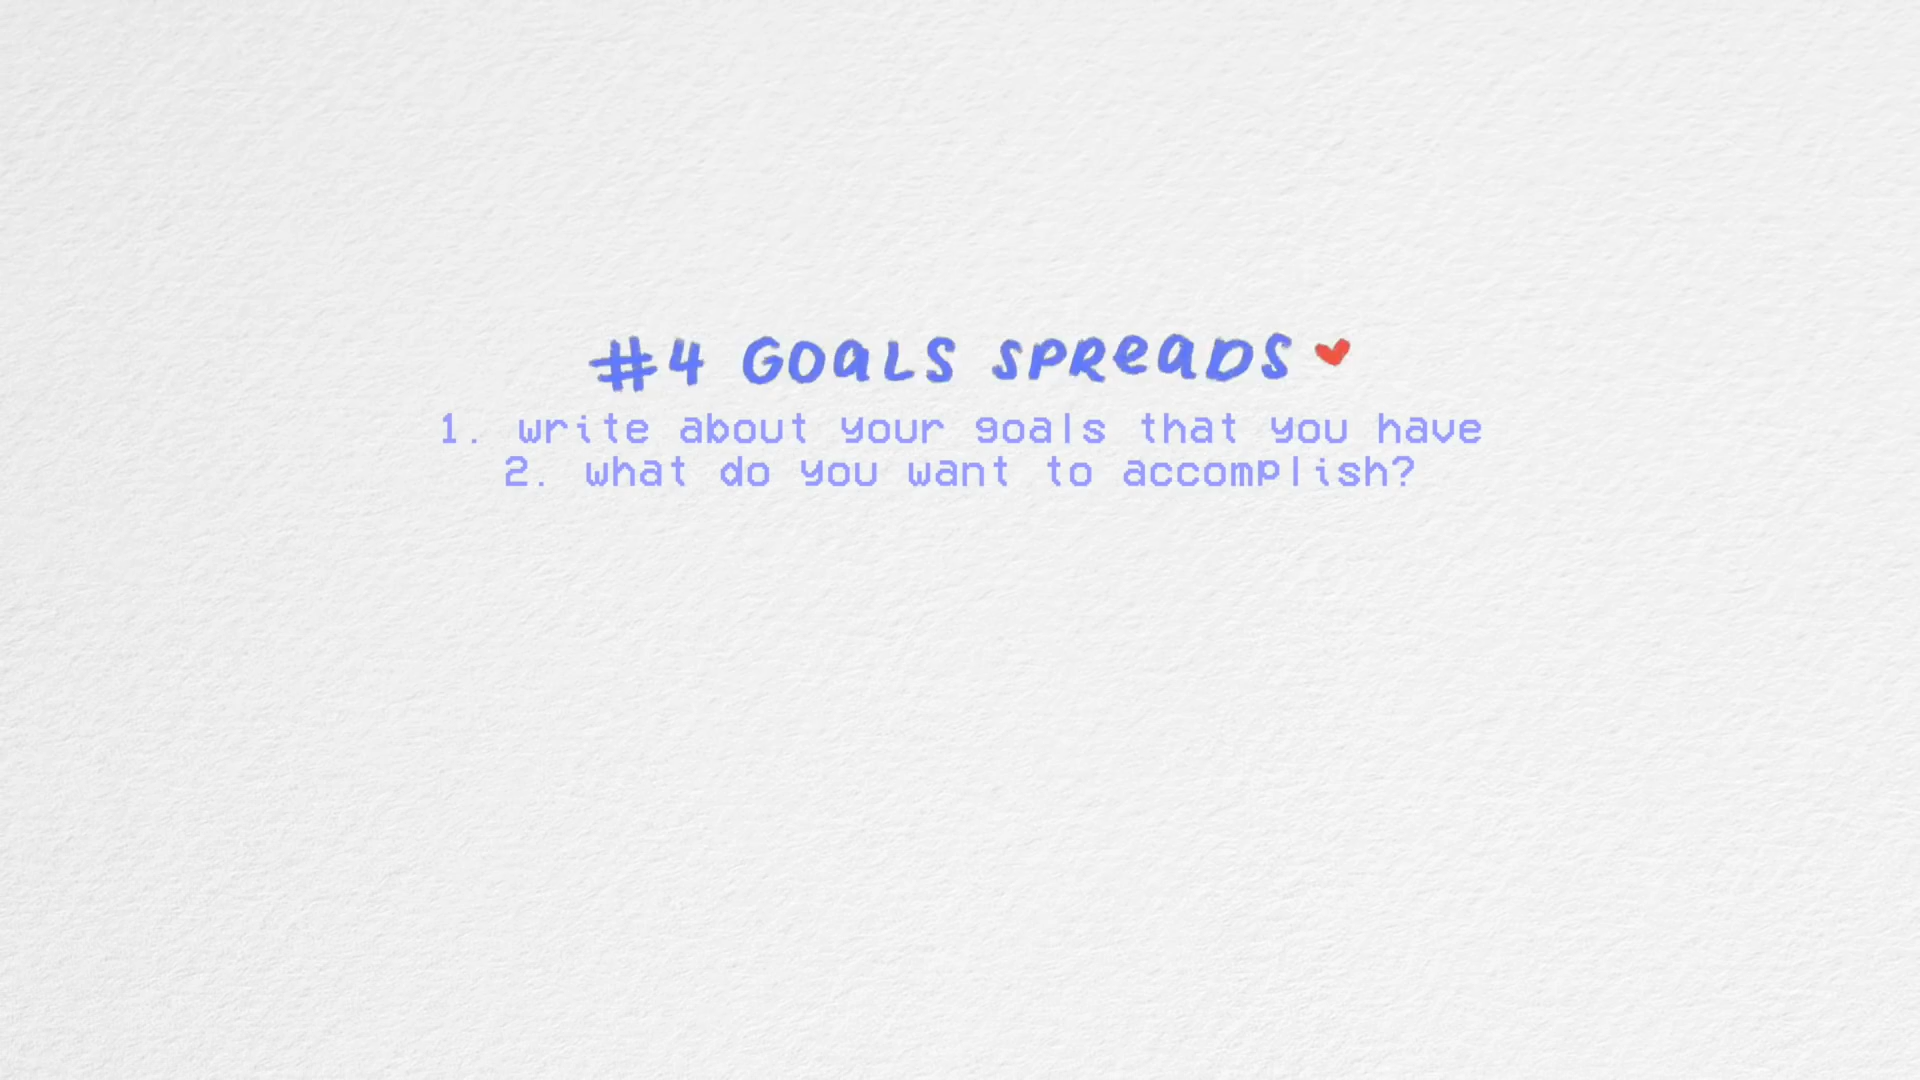 #4 GOALS SPREADS
1. write about your goals that you have
2. what do you want to accomplish?